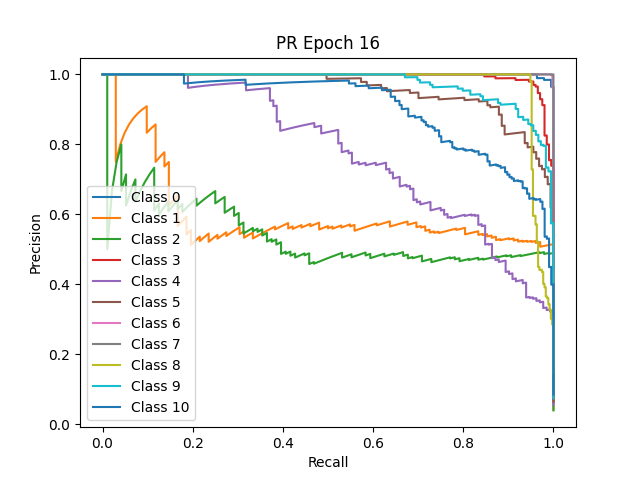 PR Epoch 16
1.0
0.8
0.6
0.4
0.2
0.0
Precision
Class 0
Class 1
Class 2
Class 3
Class 4
Class 5
Class 6
Class 7
Class 8
Class 9
Class 10
0.0 0.2 0.4 0.6 0.8 1.0
Recall